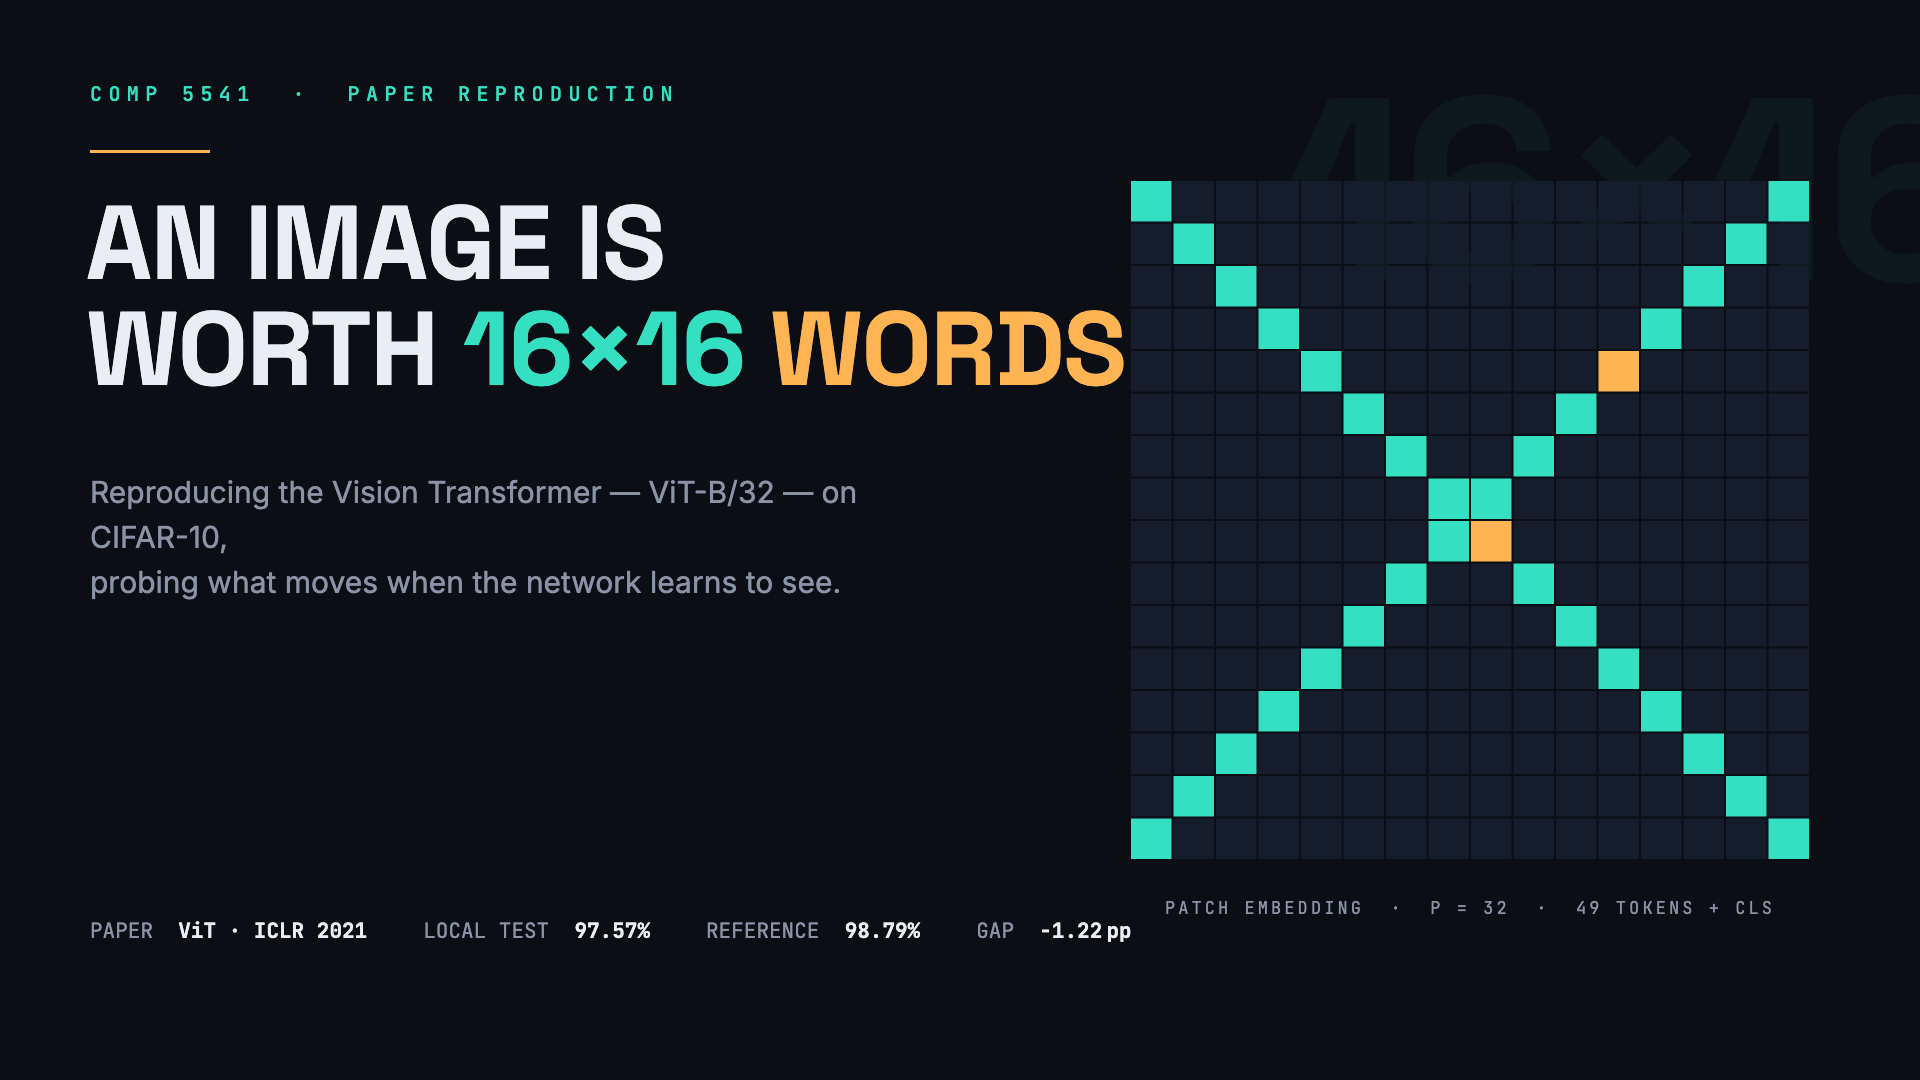 COMP 5541 · PAPER REPRODUCTION
16×16
AN IMAGE IS
WORTH 16×16 WORDS
Reproducing the Vision Transformer — ViT-B/32 — on
CIFAR-10,
probing what moves when the network learns to see.
PATCH EMBEDDING · P = 32 · 49 TOKENS + CLS
PAPER ViT · ICLR 2021 LOCAL TEST 97.57% REFERENCE 98.79% GAP -1.22 pp